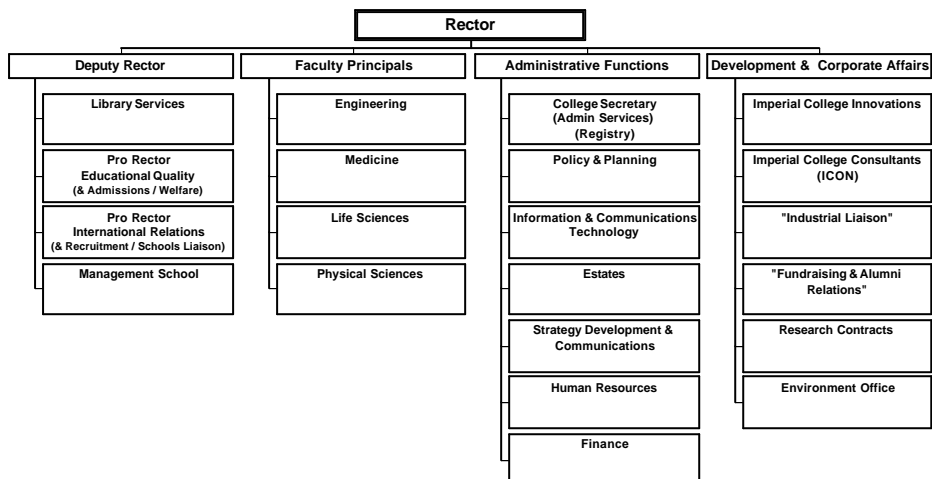 Rector
Deputy Rector
Faculty Principals
Administrative Functions
Development & Corporate Affairs
Library Services
Pro Rector
Educational Quality
(& Admissions / Welfare)
Pro Rector
International Relations
(& Recruitment / Schools Liaison)
Management School
Engineering
Medicine
Life Sciences
Physical Sciences
College Secretary
(Admin Services)
(Registry)
Policy & Planning
Information & Communications
Technology
Estates
Strategy Development &
Communications
Human Resources
Finance
Imperial College Innovations
Imperial College Consultants
(ICON)
"Industrial Liaison"
"Fundraising & Alumni
Relations"
Research Contracts
Environment Office